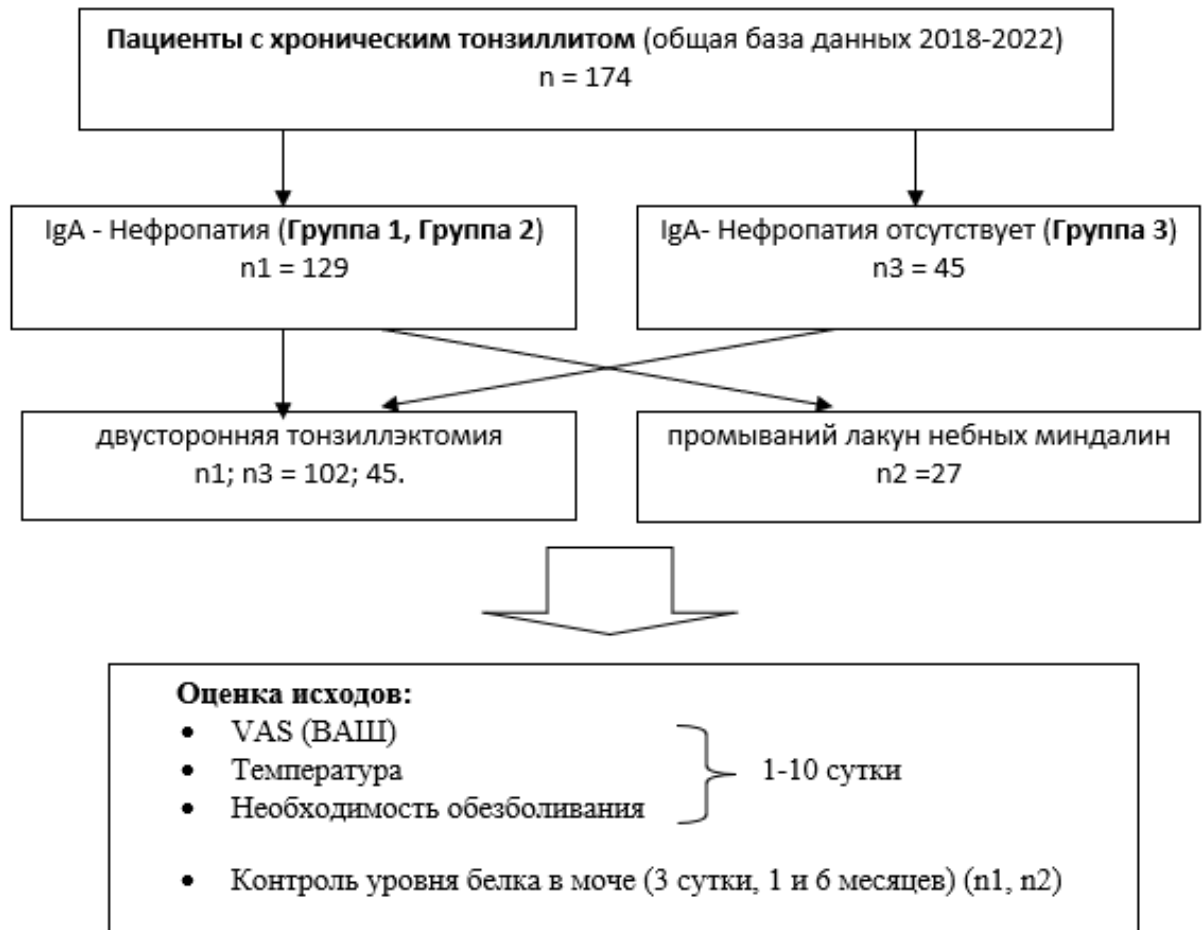 Пациенты с хроническим тонзиллитом (общая база данных 2018-2022)
n = 174
IgA - Нефропатия (Группа 1, Группа 2)
n1 = 129
IgA- Нефропатия отсутствует (Группа 3)
n3 = 45
двусторонняя тонзиллэктомия
n1; n3 = 102; 45.
промываний лакун небных миндалин
n2 =27
Оценка исходов:
• VAS (ВАШ)
• Температура
• Необходимость обезболивания
1-10 сутки
• Контроль уровня белка в моче (3 сутки, 1 и 6 месяцев) (n1, n2)